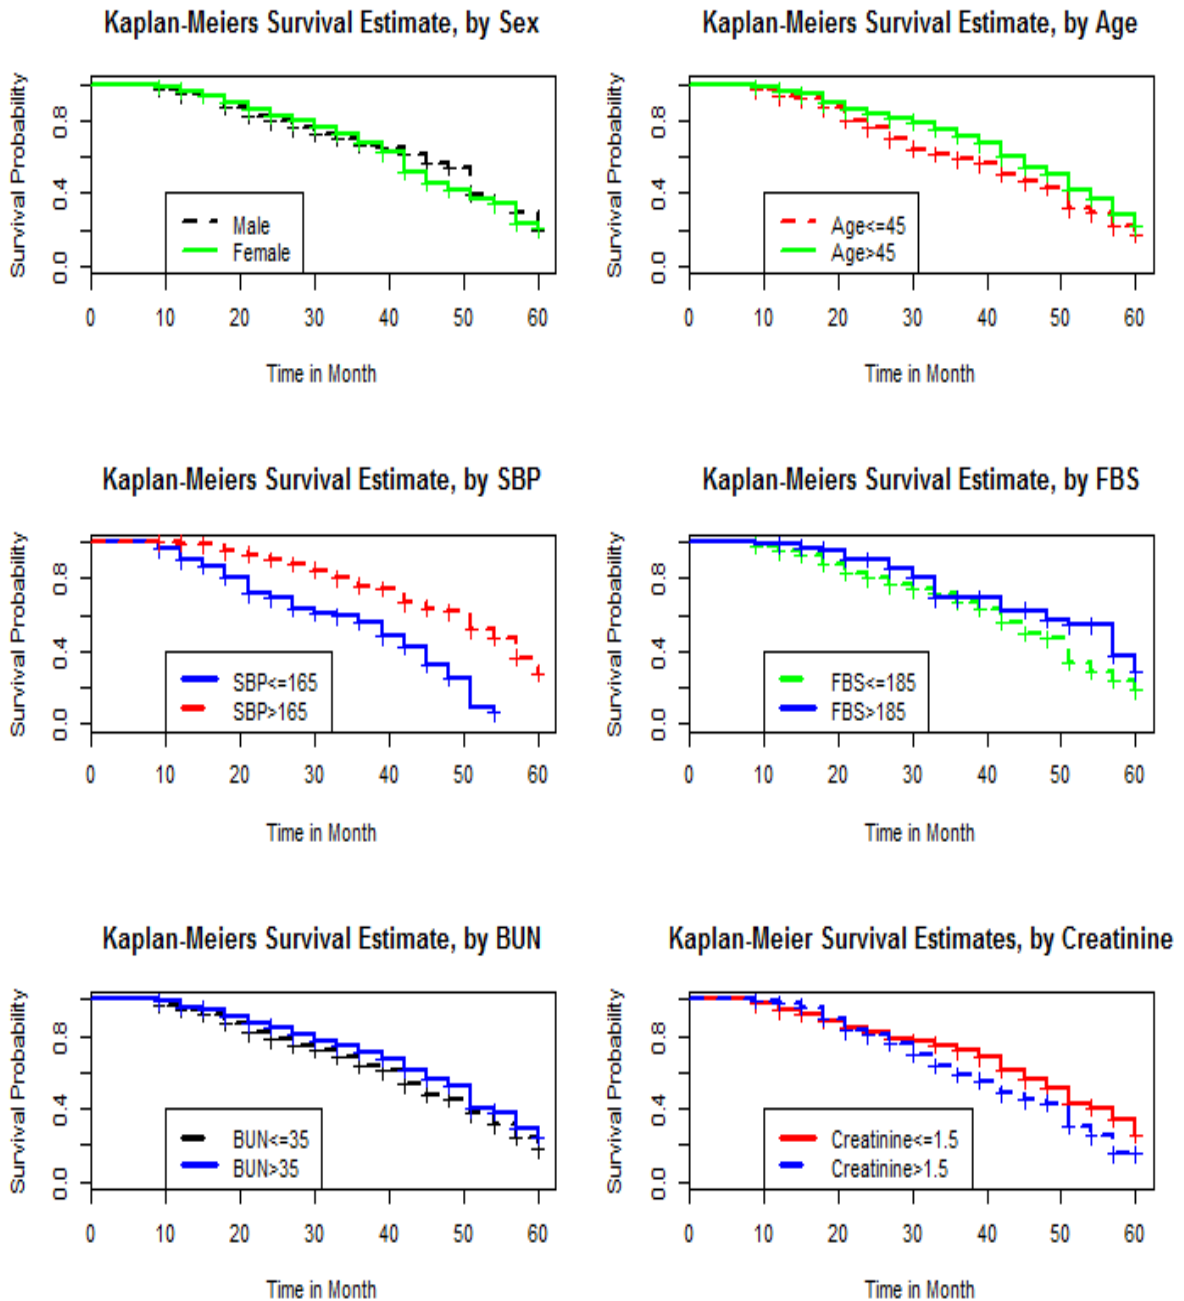 Kaplan-Meiers Survival Estimate, by Sex
Survival Probability
0.8
0.4
0.0
Male
Female
0 10 20 30 40 50 60
Time in Month
Kaplan-Meiers Survival Estimate, by Age
Survival Probability
0.8
0.4
0.0
Age<=45
Age>45
0 10 20 30 40 50 60
Time in Month
Kaplan-Meiers Survival Estimate, by SBP
Survival Probability
0.8
0.4
0.0
SBP<=165
SBP>165
0 10 20 30 40 50 60
Time in Month
Kaplan-Meiers Survival Estimate, by FBS
Survival Probability
0.8
0.4
0.0
FBS<=185
FBS>185
0 10 20 30 40 50 60
Time in Month
Kaplan-Meiers Survival Estimate, by BUN
Survival Probability
0.8
0.4
0.0
BUN<=35
BUN>35
0 10 20 30 40 50 60
Time in Month
Kaplan-Meier Survival Estimates, by Creatinine
Survival Probability
0.8
0.4
0.0
Creatinine<=1.5
Creatinine>1.5
0 10 20 30 40 50 60
Time in Month